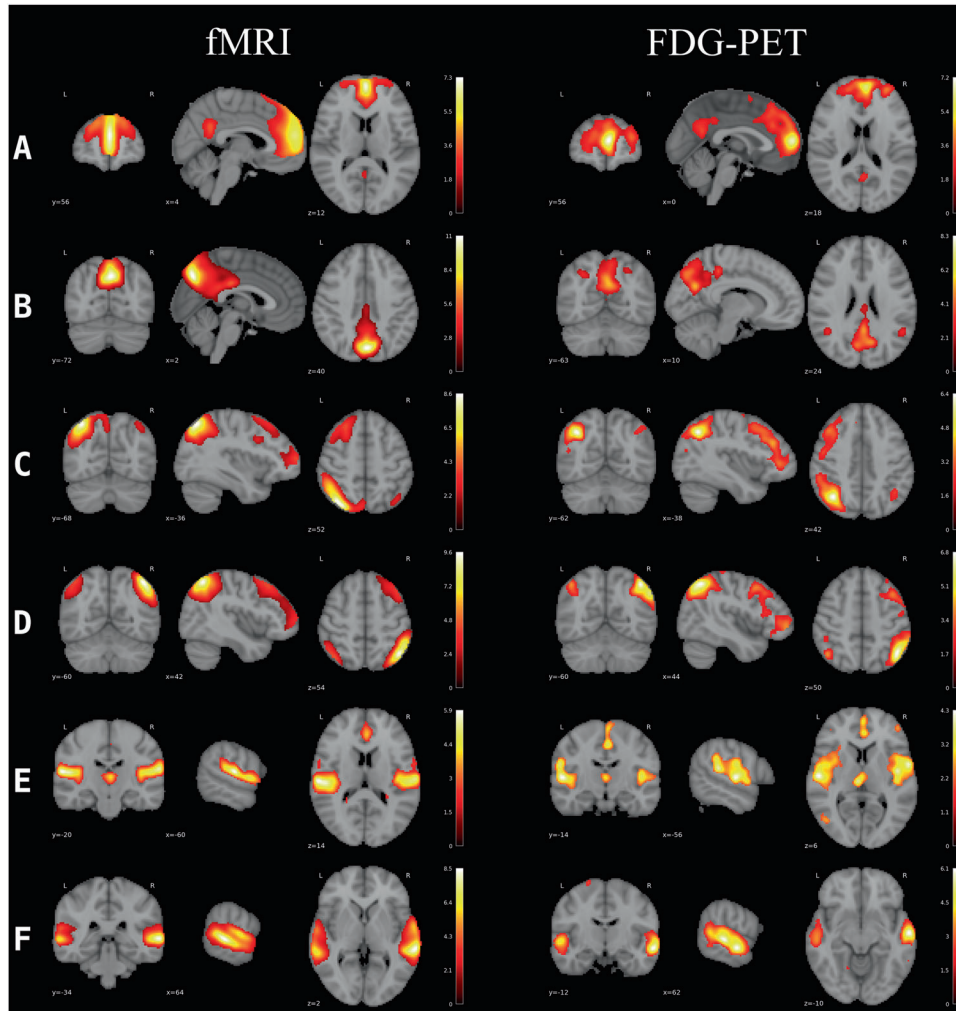 fMRI
FDG-PET
A
L R L R
y=56 x=4 z=12
7.3
5.4
3.6
1.8
0
L R L R
y=56 x=0 z=18
7.2
5.4
3.6
1.8
0
B
L R L R
y=-72 x=2 z=40
11
8.4
5.6
2.8
0
L R L R
y=-63 x=10 z=24
8.3
6.2
4.2
2.1
0
C
L R L R
y=-68 x=-36 z=52
8.6
6.4
4.3
2.2
0
L R L R
y=-62 x=-38 z=42
6.4
4.8
3.2
1.6
0
D
L R L R
y=-60 x=42 z=54
9.6
7.2
4.8
2.4
0
L R L R
y=-60 x=44 z=50
6.8
5.1
3.4
1.7
0
E
L R L R
y=-20 x=-60 z=14
5.9
4.4
3
1.5
0
L R L R
y=-14 x=-56 z=6
4.3
3.2
2.2
1.1
0
F
L R L R
y=-34 x=64 z=2
8.5
6.4
4.3
2.1
0
L R L R
y=-12 x=62 z=-10
6.1
4.5
3
1.5
0